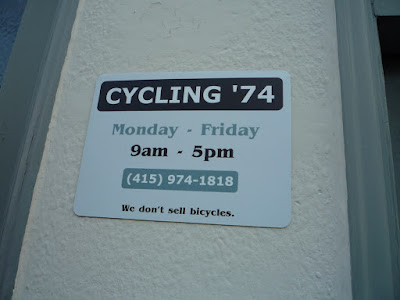 CYCLING '74
Monday - Friday
9am - 5pm
(415) 974-1818
We don't sell bicycles.